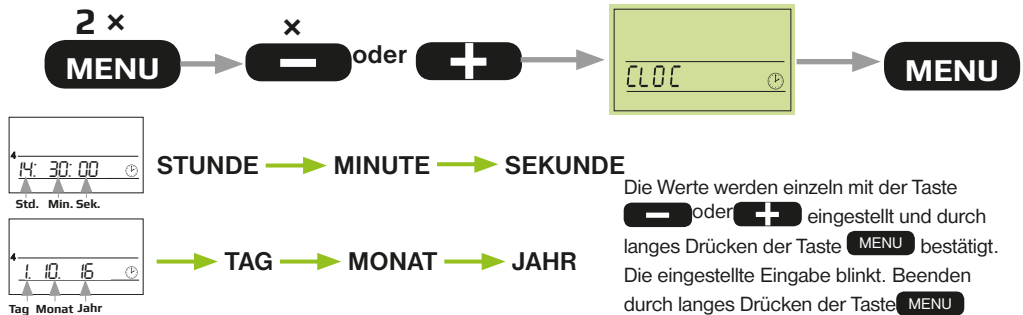 2 ×
×
MENU
— oder +
CLOC
MENU
4
14: 30: 00
Std. Min. Sek.
STUNDE
MINUTE
SEKUNDE
4
1. 10. 16
Tag Monat Jahr
TAG
MONAT
JAHR
Die Werte werden einzeln mit der Taste
— oder + eingestellt und durch
langes Drücken der Taste MENU bestätigt.
Die eingestellte Eingabe blinkt. Beenden
durch langes Drücken der Taste MENU